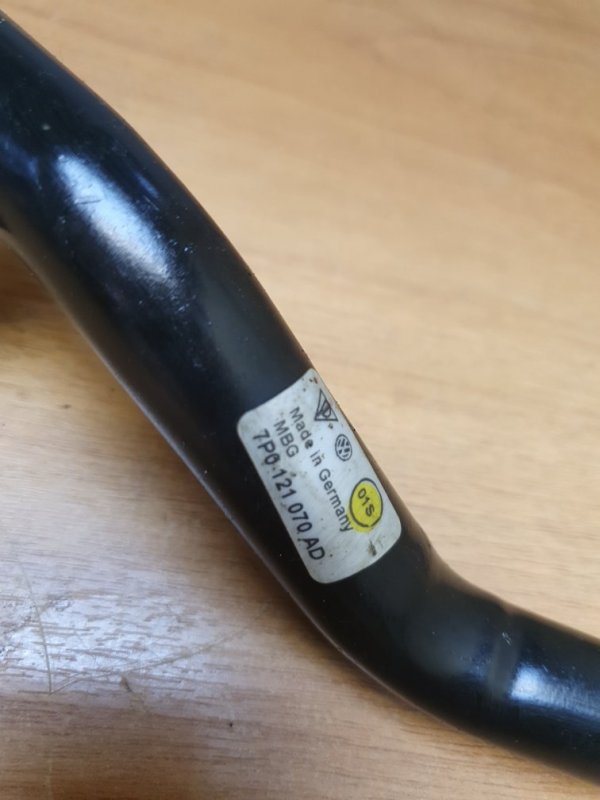 Made in Germany
MBG
7P0.121.070 AD
01S